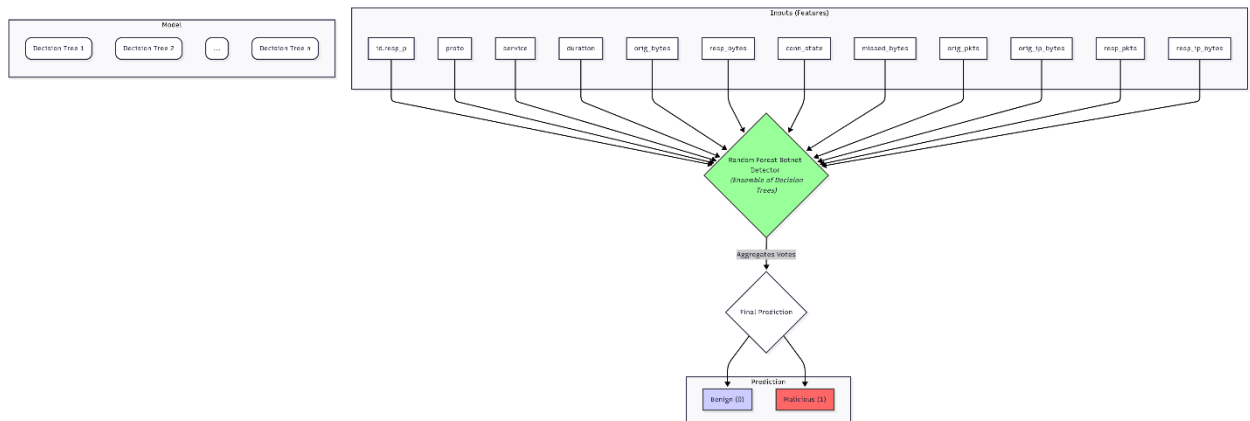 Model
Decision Tree 1
Decision Tree 2
...
Decision Tree n
Inputs (Features)
id.resp_p
proto
service
duration
orig_bytes
resp_bytes
conn_state
missed_bytes
orig_pkts
orig_ip_bytes
resp_pkts
resp_ip_bytes
Random Forest Botnet
Detector
(Ensemble of Decision
Trees)
Aggregates Votes
Final Prediction
Prediction
Benign (0)
Malicious (1)